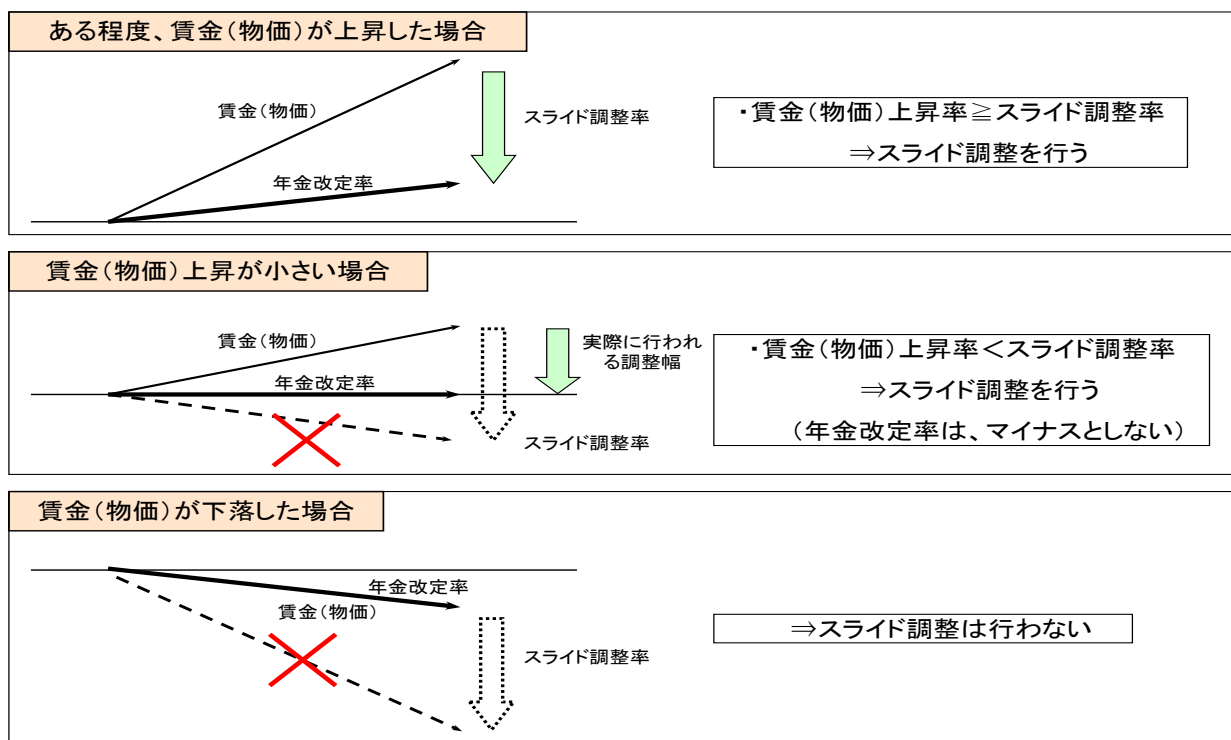 ある程度、賃金(物価)が上昇した場合
賃金(物価)
年金改定率
スライド調整率
・賃金(物価)上昇率≧スライド調整率
⇒スライド調整を行う
賃金(物価)上昇が小さい場合
賃金(物価)
年金改定率
実際に行われ
る調整幅
スライド調整率
・賃金(物価)上昇率<スライド調整率
⇒スライド調整を行う
(年金改定率は、マイナスとしない)
賃金(物価)が下落した場合
年金改定率
賃金(物価)
スライド調整率
⇒スライド調整は行わない